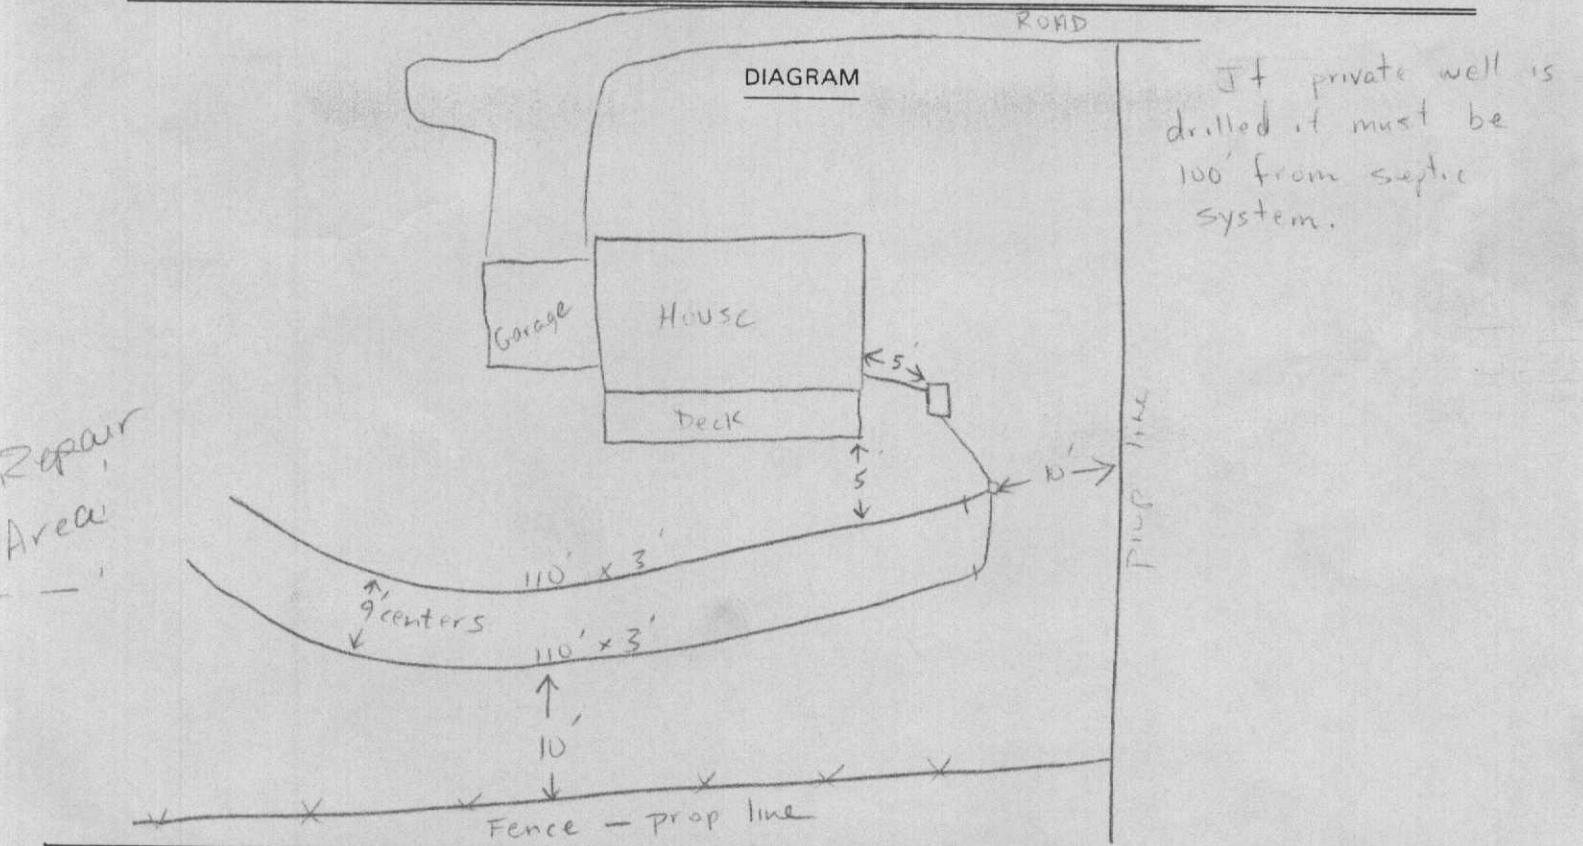 ROAD
DIAGRAM
If private well is
drilled it must be
100' from septic
system.
Garage
House
5'
Deck
Repair
Area
5'
10'
Prop line
110' x 3'
9' centers
110' x 3'
10'
Fence — prop line